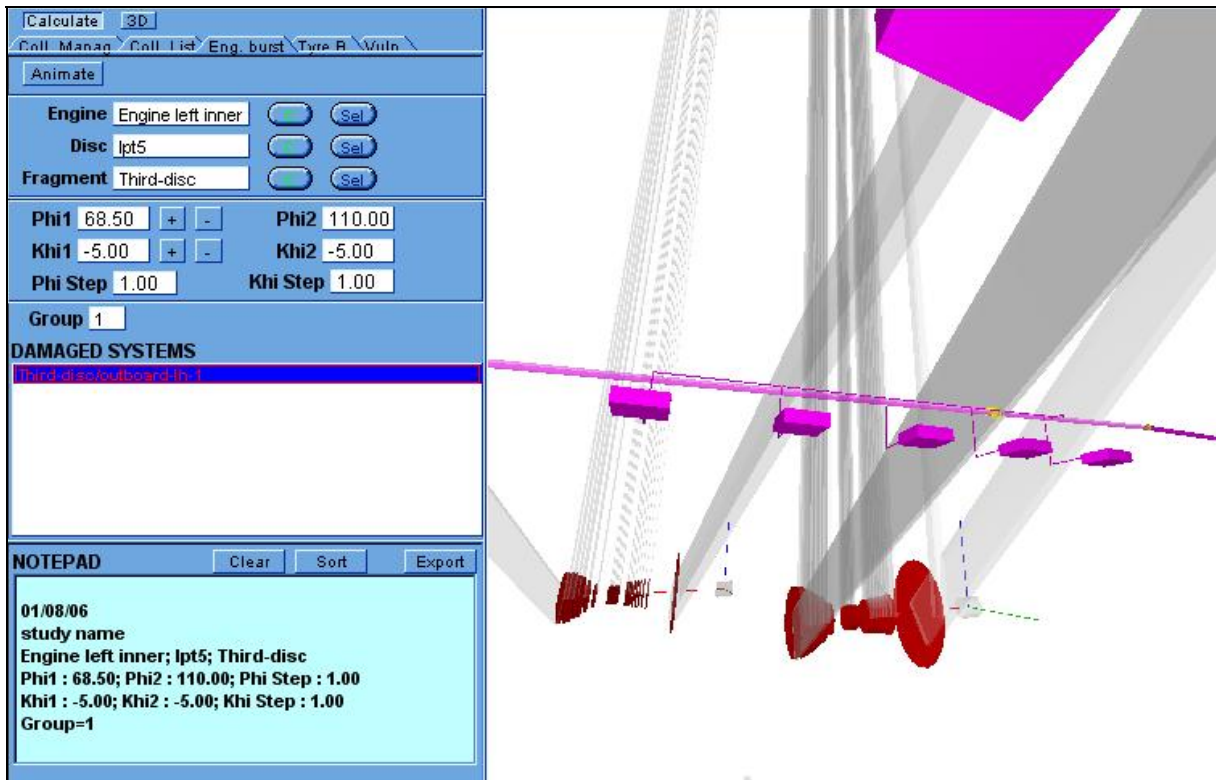 Calculate 3D
Coll. Manag Coll. List Eng. burst Tyre B. Vuln.
Animate
Engine Engine left inner Sel
Disc lpt5 Sel
Fragment Third-disc Sel
Phi1 68.50 + - Phi2 110.00
Khi1 -5.00 + - Khi2 -5.00
Phi Step 1.00 Khi Step 1.00
Group 1
DAMAGED SYSTEMS
Third-disc/outboard-lh-1
NOTEPAD Clear Sort Export
01/08/06
study name
Engine left inner; lpt5; Third-disc
Phi1 : 68.50; Phi2 : 110.00; Phi Step : 1.00
Khi1 : -5.00; Khi2 : -5.00; Khi Step : 1.00
Group=1